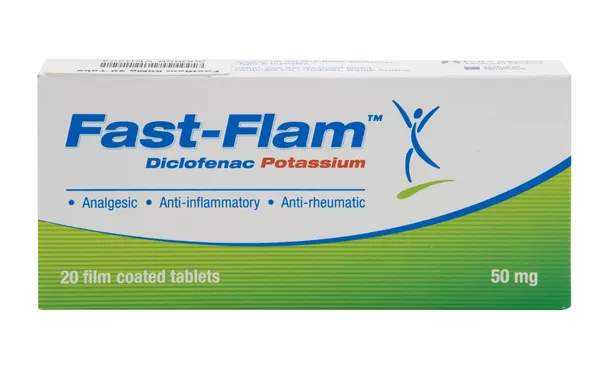 Fast-Flam™
Diclofenac Potassium
• Analgesic • Anti-inflammatory • Anti-rheumatic
20 film coated tablets
50 mg